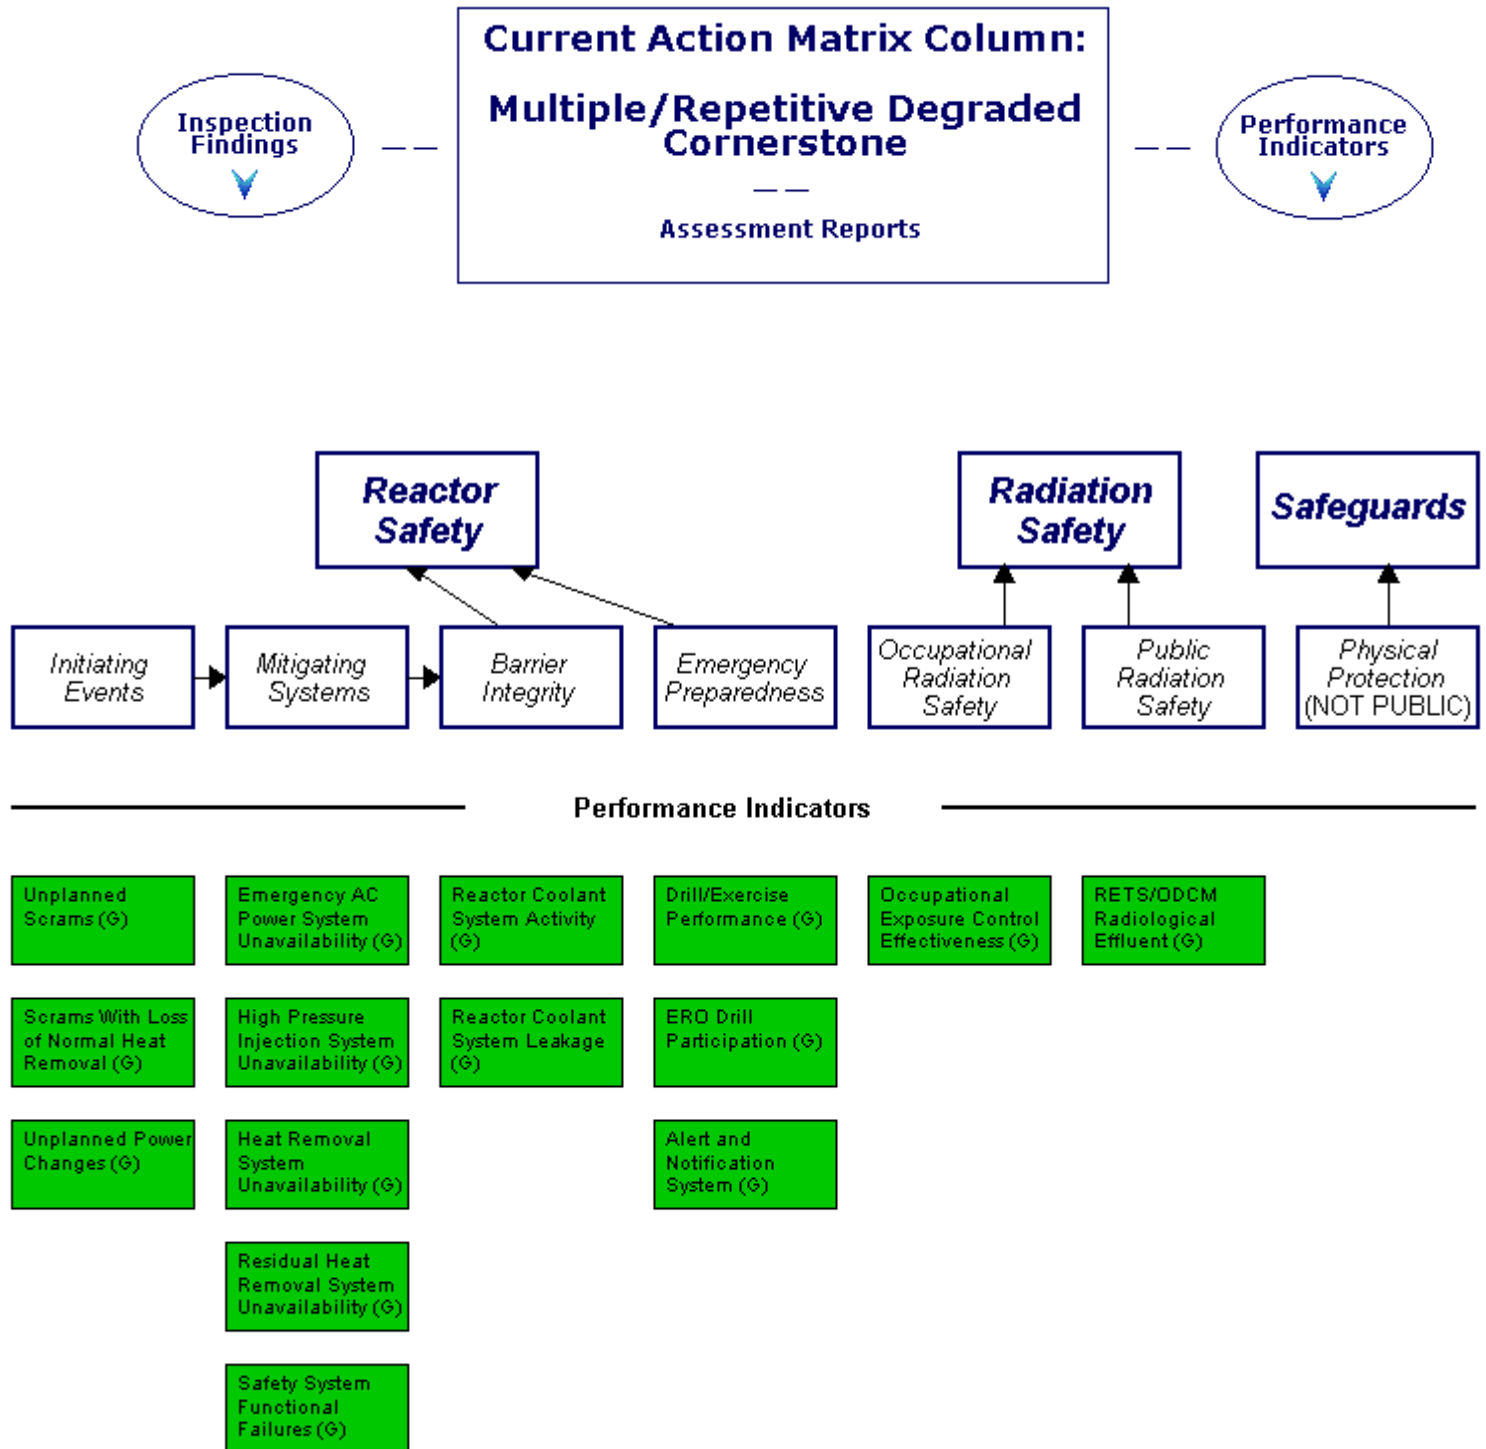 Current Action Matrix Column:
Multiple/Repetitive Degraded
Cornerstone
— —
Assessment Reports
Inspection
Findings
— —
— —
Performance
Indicators
Reactor
Safety
Radiation
Safety
Safeguards
Initiating
Events
Mitigating
Systems
Barrier
Integrity
Emergency
Preparedness
Occupational
Radiation
Safety
Public
Radiation
Safety
Physical
Protection
(NOT PUBLIC)
Performance Indicators
Unplanned
Scrams (G)
Emergency AC
Power System
Unavailability (G)
Reactor Coolant
System Activity
(G)
Drill/Exercise
Performance (G)
Occupational
Exposure Control
Effectiveness (G)
RETS/ODCM
Radiological
Effluent (G)
Scrams With Loss
of Normal Heat
Removal (G)
High Pressure
Injection System
Unavailability (G)
Reactor Coolant
System Leakage
(G)
ERO Drill
Participation (G)
Unplanned Power
Changes (G)
Heat Removal
System
Unavailability (G)
Alert and
Notification
System (G)
Residual Heat
Removal System
Unavailability (G)
Safety System
Functional
Failures (G)